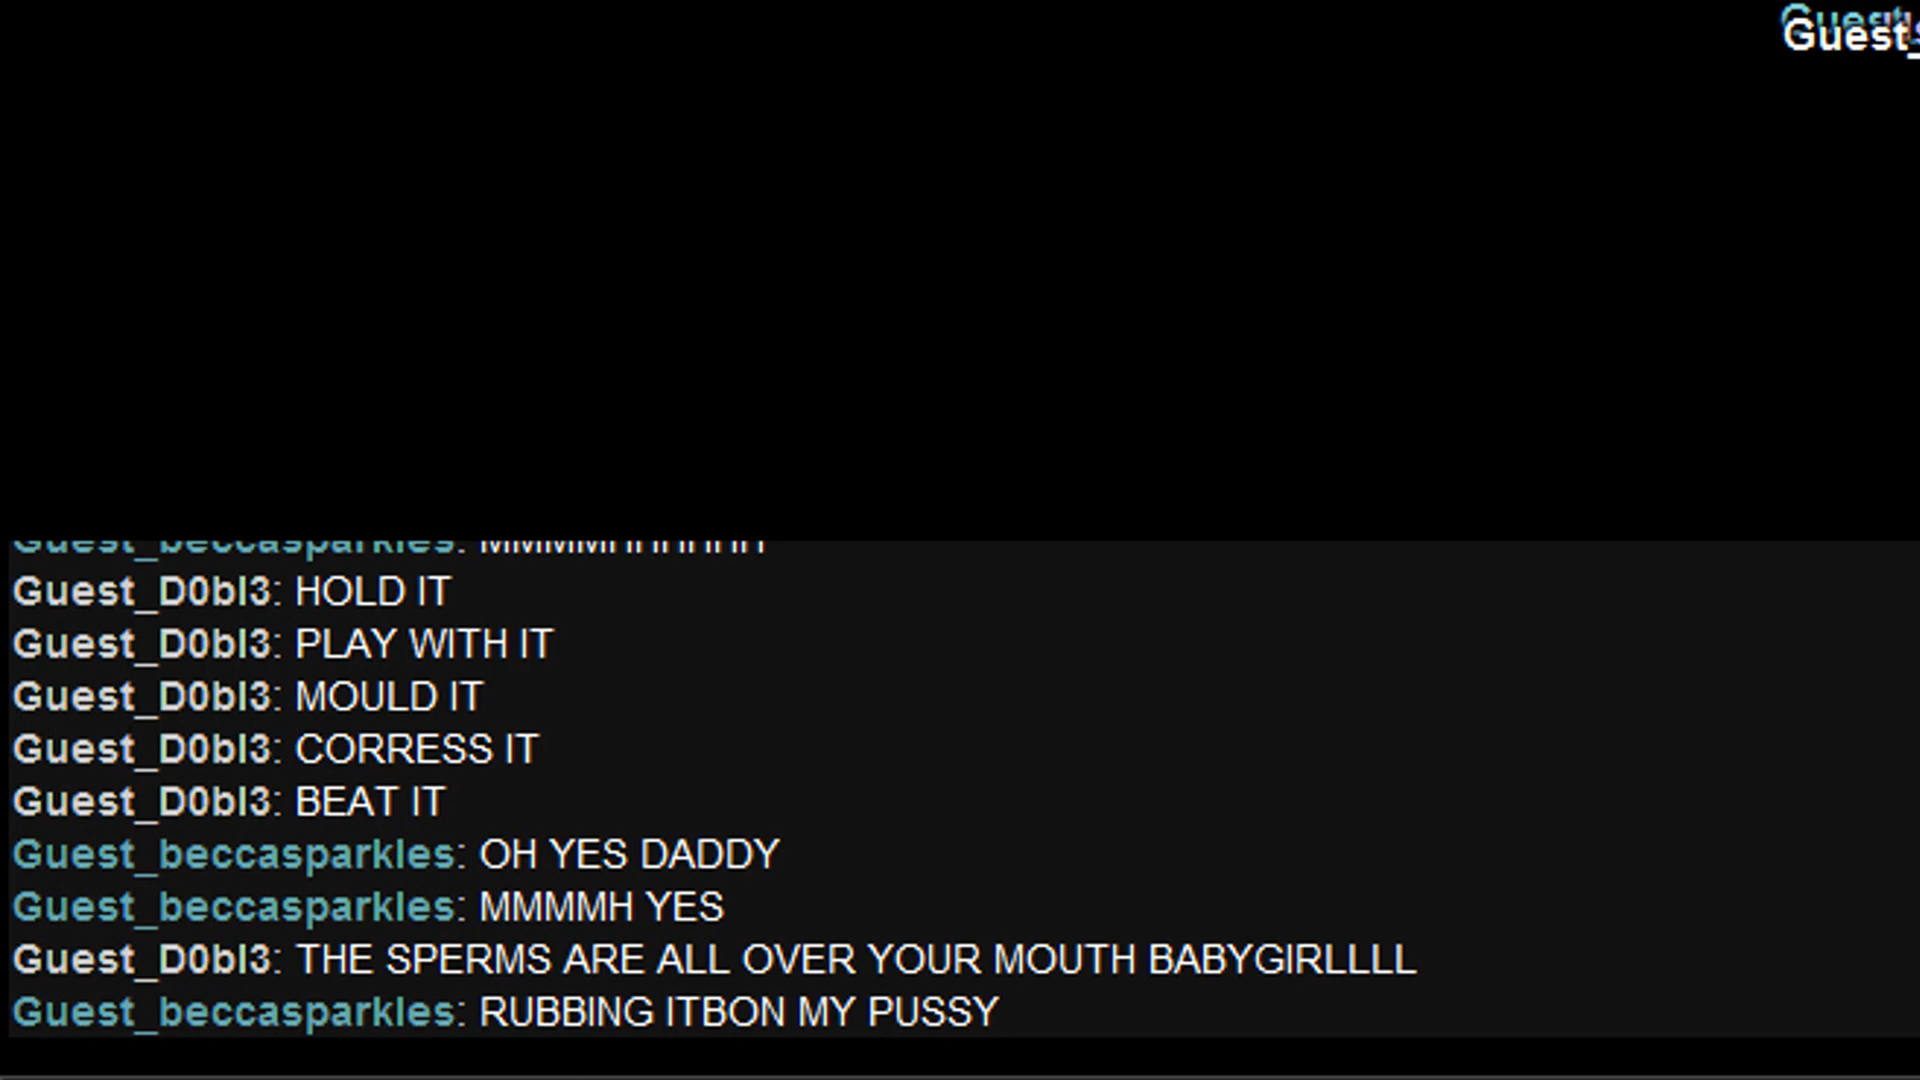 Guest_
Guest_beccasparkles: MMMMHHHHHH
Guest_D0bl3: HOLD IT
Guest_D0bl3: PLAY WITH IT
Guest_D0bl3: MOULD IT
Guest_D0bl3: CORRESS IT
Guest_D0bl3: BEAT IT
Guest_beccasparkles: OH YES DADDY
Guest_beccasparkles: MMMMH YES
Guest_D0bl3: THE SPERMS ARE ALL OVER YOUR MOUTH BABYGIRLLLL
Guest_beccasparkles: RUBBING ITBON MY PUSSY